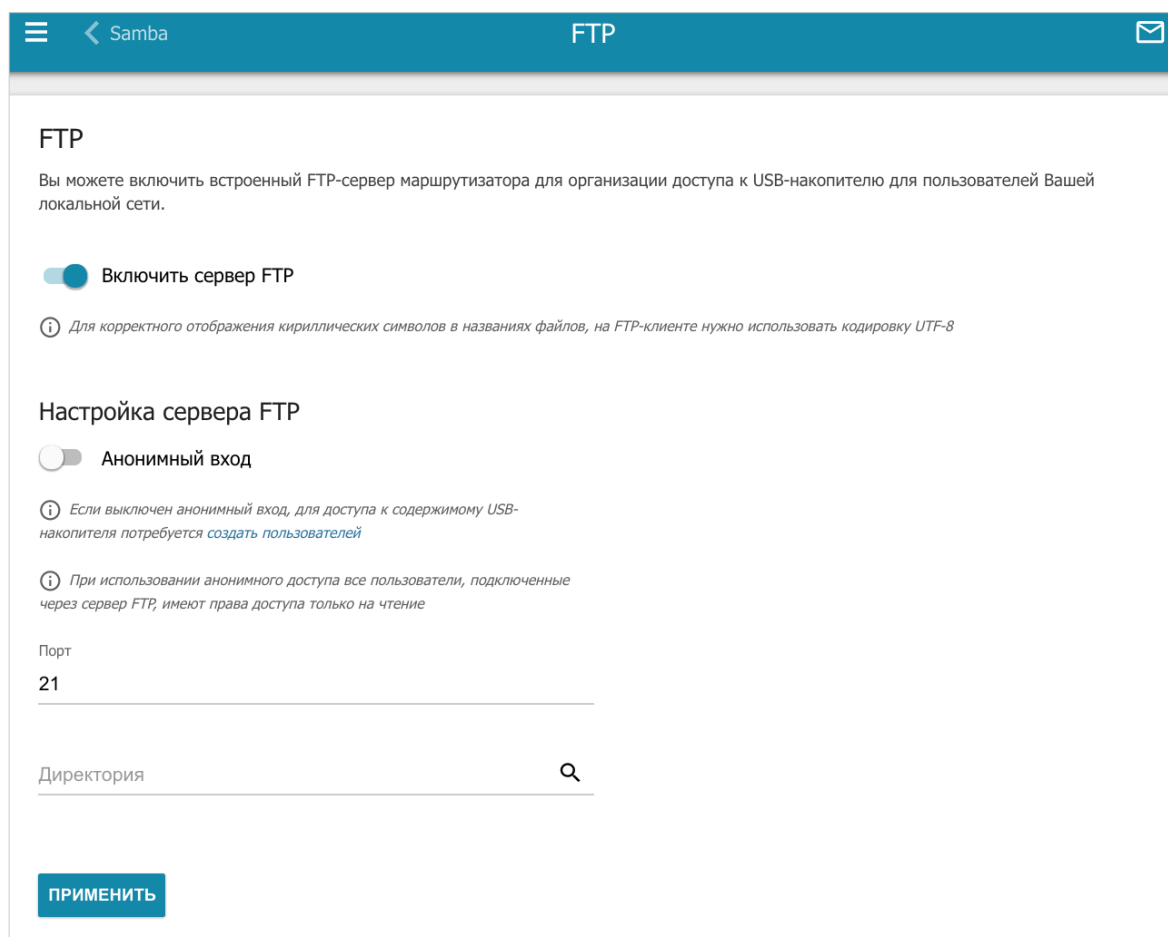 Samba
FTP
FTP
Вы можете включить встроенный FTP-сервер маршрутизатора для организации доступа к USB-накопителю для пользователей Вашей
локальной сети.
Включить сервер FTP
Для корректного отображения кириллических символов в названиях файлов, на FTP-клиенте нужно использовать кодировку UTF-8
Настройка сервера FTP
Анонимный вход
Если выключен анонимный вход, для доступа к содержимому USB-
накопителя потребуется создать пользователей
При использовании анонимного доступа все пользователи, подключенные
через сервер FTP, имеют права доступа только на чтение
Порт
21
Директория
ПРИМЕНИТЬ